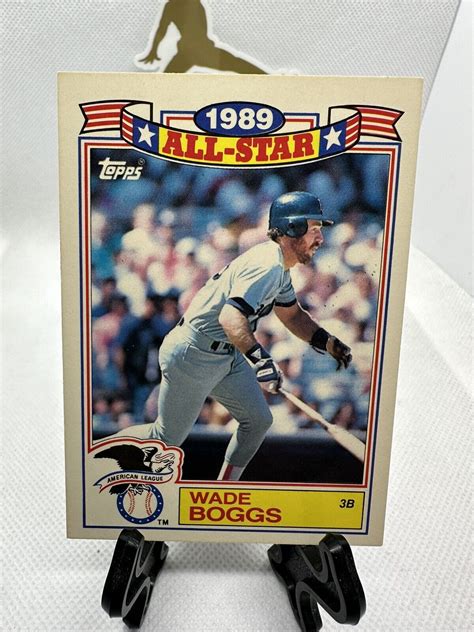 1989
ALL-STAR
topps
AMERICAN LEAGUE
TM
WADE
BOGGS
3B